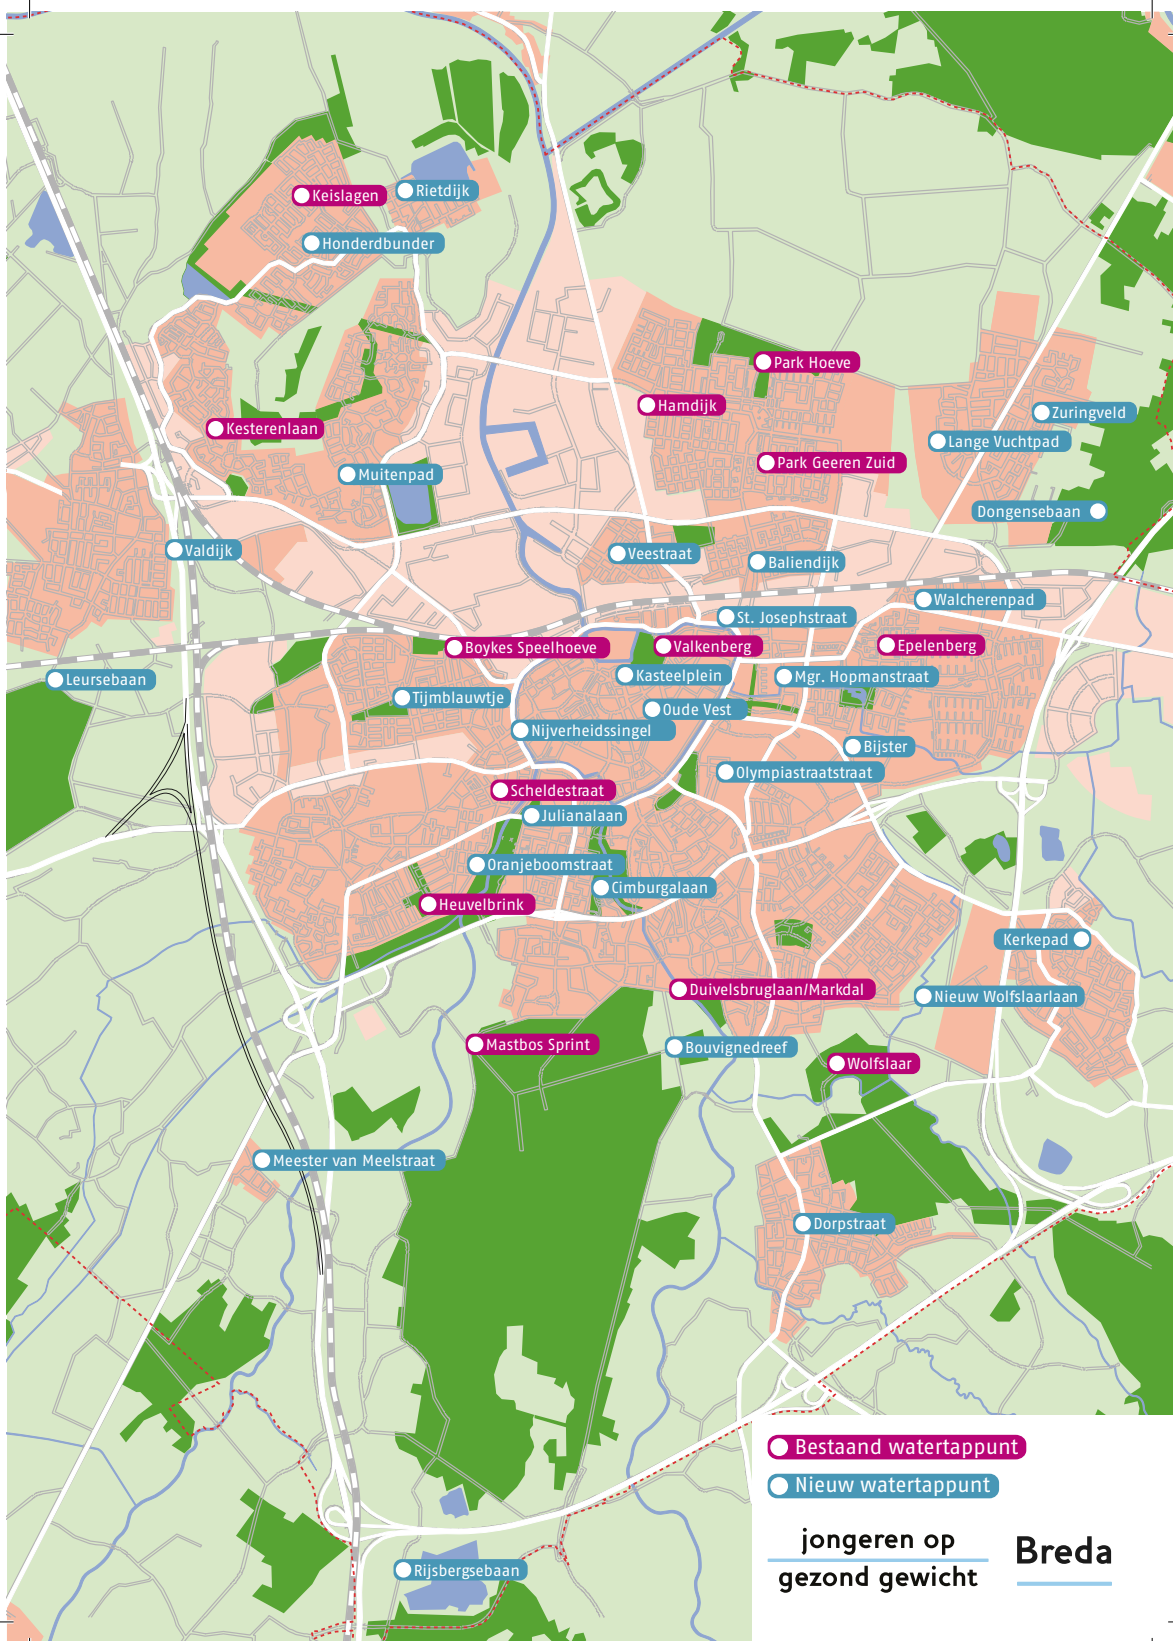 Keislagen
Rietdijk
Honderdbunder
Park Hoeve
Hamdijk
Zuringveld
Kesterenlaan
Lange Vuchtpad
Park Geeren Zuid
Muitenpad
Dongensebaan
Valdijk
Veestraat
Baliendijk
Walcherenpad
St. Josephstraat
Boykes Speelhoeve
Valkenberg
Epelenberg
Leursebaan
Kasteelplein
Mgr. Hopmanstraat
Tijmblauwtje
Oude Vest
Nijverheidssingel
Bijster
Olympiastraatstraat
Scheldestraat
Julianalaan
Oranjeboomstraat
Cimburgalaan
Heuvelbrink
Kerkepad
Duivelsbruglaan/Markdal
Nieuw Wolfslaarlaan
Mastbos Sprint
Bouvignedreef
Wolfslaar
Meester van Meelstraat
Dorpstraat
Bestaand watertappunt
Nieuw watertappunt
jongeren op
gezond gewicht
Breda
Rijsbergsebaan